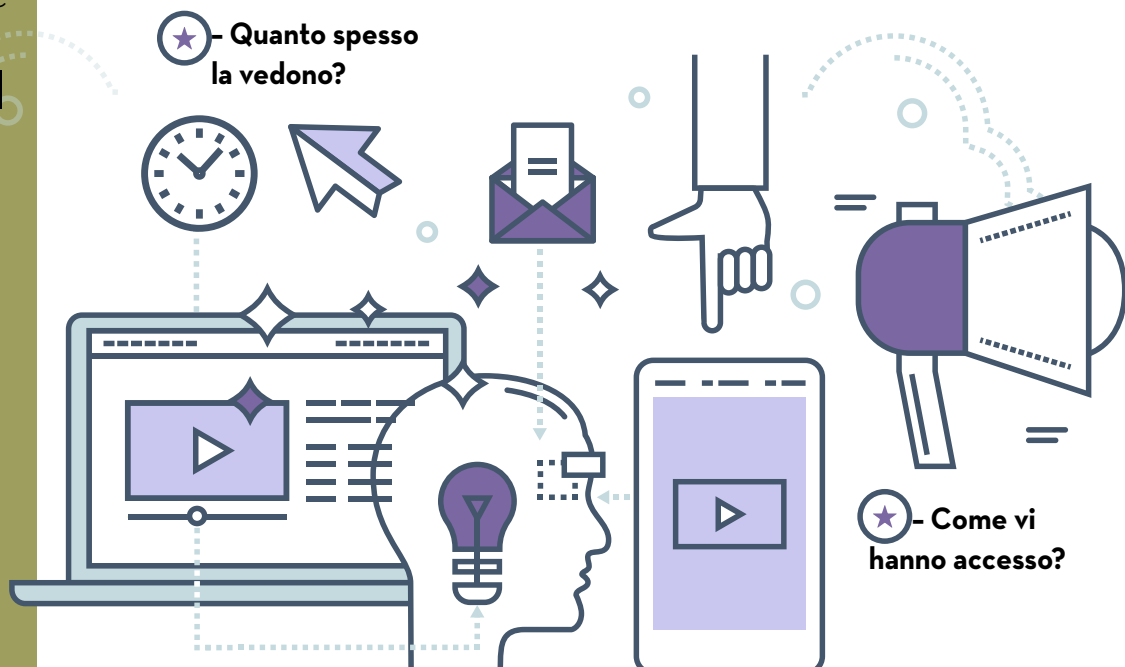 – Quanto spesso
la vedono?
– Come vi
hanno accesso?